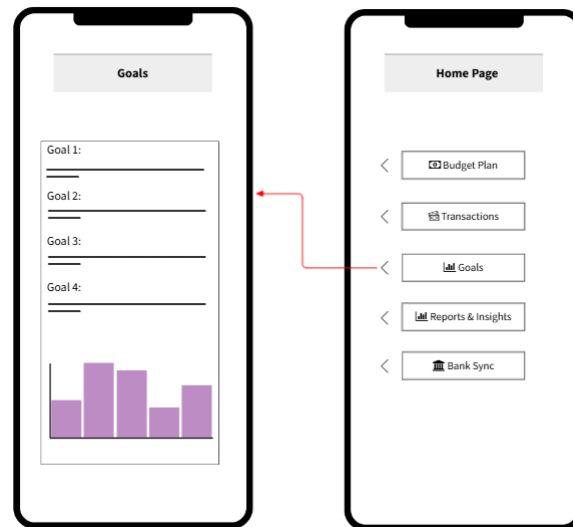 Goals
Goal 1:
Goal 2:
Goal 3:
Goal 4:
Home Page
Budget Plan
Transactions
Goals
Reports & Insights
Bank Sync